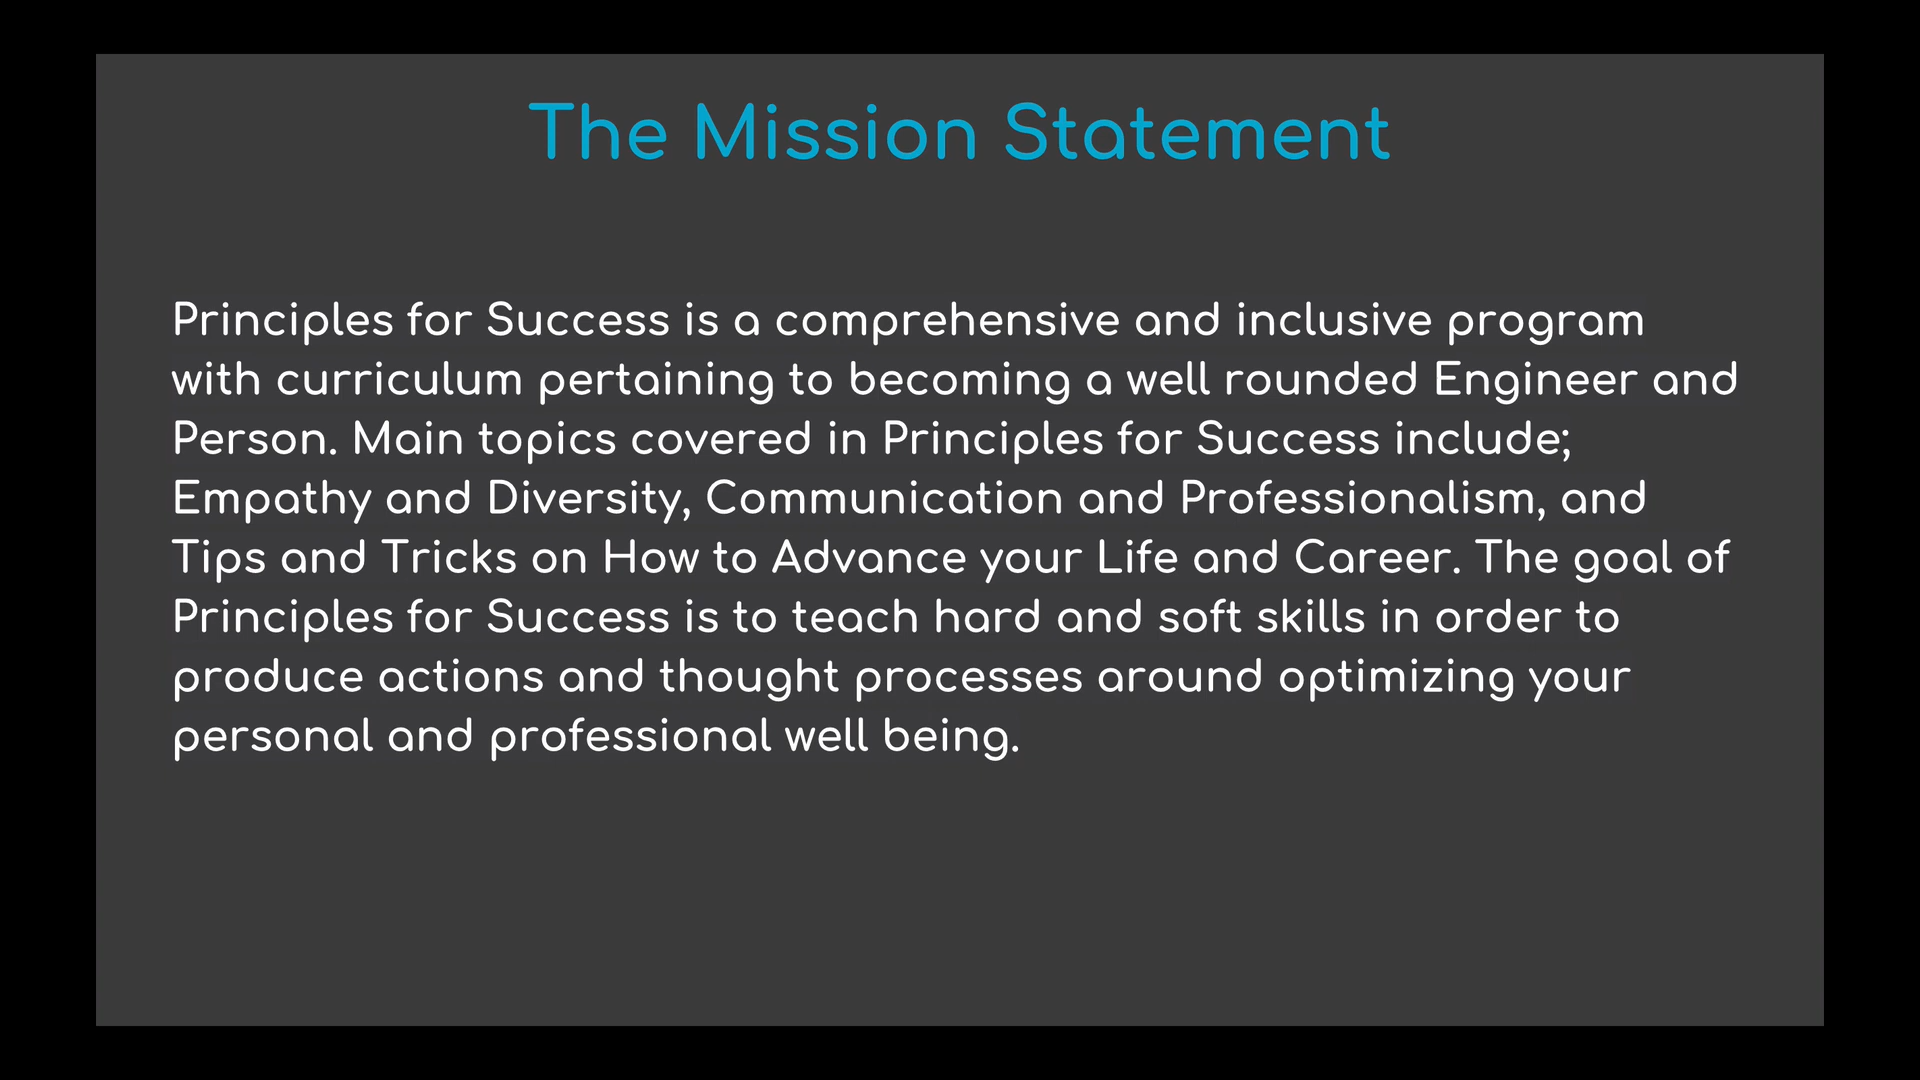 The Mission Statement
Principles for Success is a comprehensive and inclusive program
with curriculum pertaining to becoming a well rounded Engineer and
Person. Main topics covered in Principles for Success include;
Empathy and Diversity, Communication and Professionalism, and
Tips and Tricks on How to Advance your Life and Career. The goal of
Principles for Success is to teach hard and soft skills in order to
produce actions and thought processes around optimizing your
personal and professional well being.